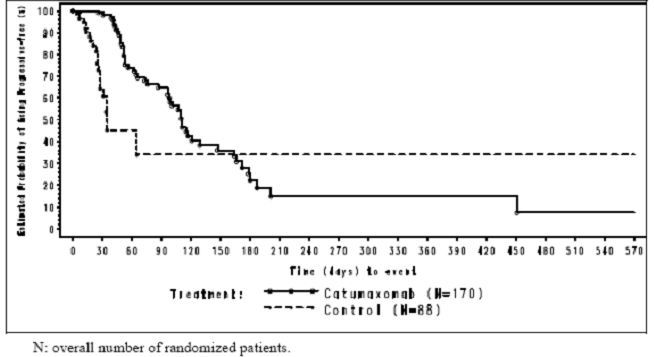 Estimated Probability of Being Progressive-free (%)
100
90
80
70
60
50
40
30
20
10
0
0 30 60 90 120 150 180 210 240 270 300 330 360 390 420 450 480 510 540 570
Time (days) to event
Treatment: Catumaxomab (N=170)
Control (N=88)
N: overall number of randomized patients.